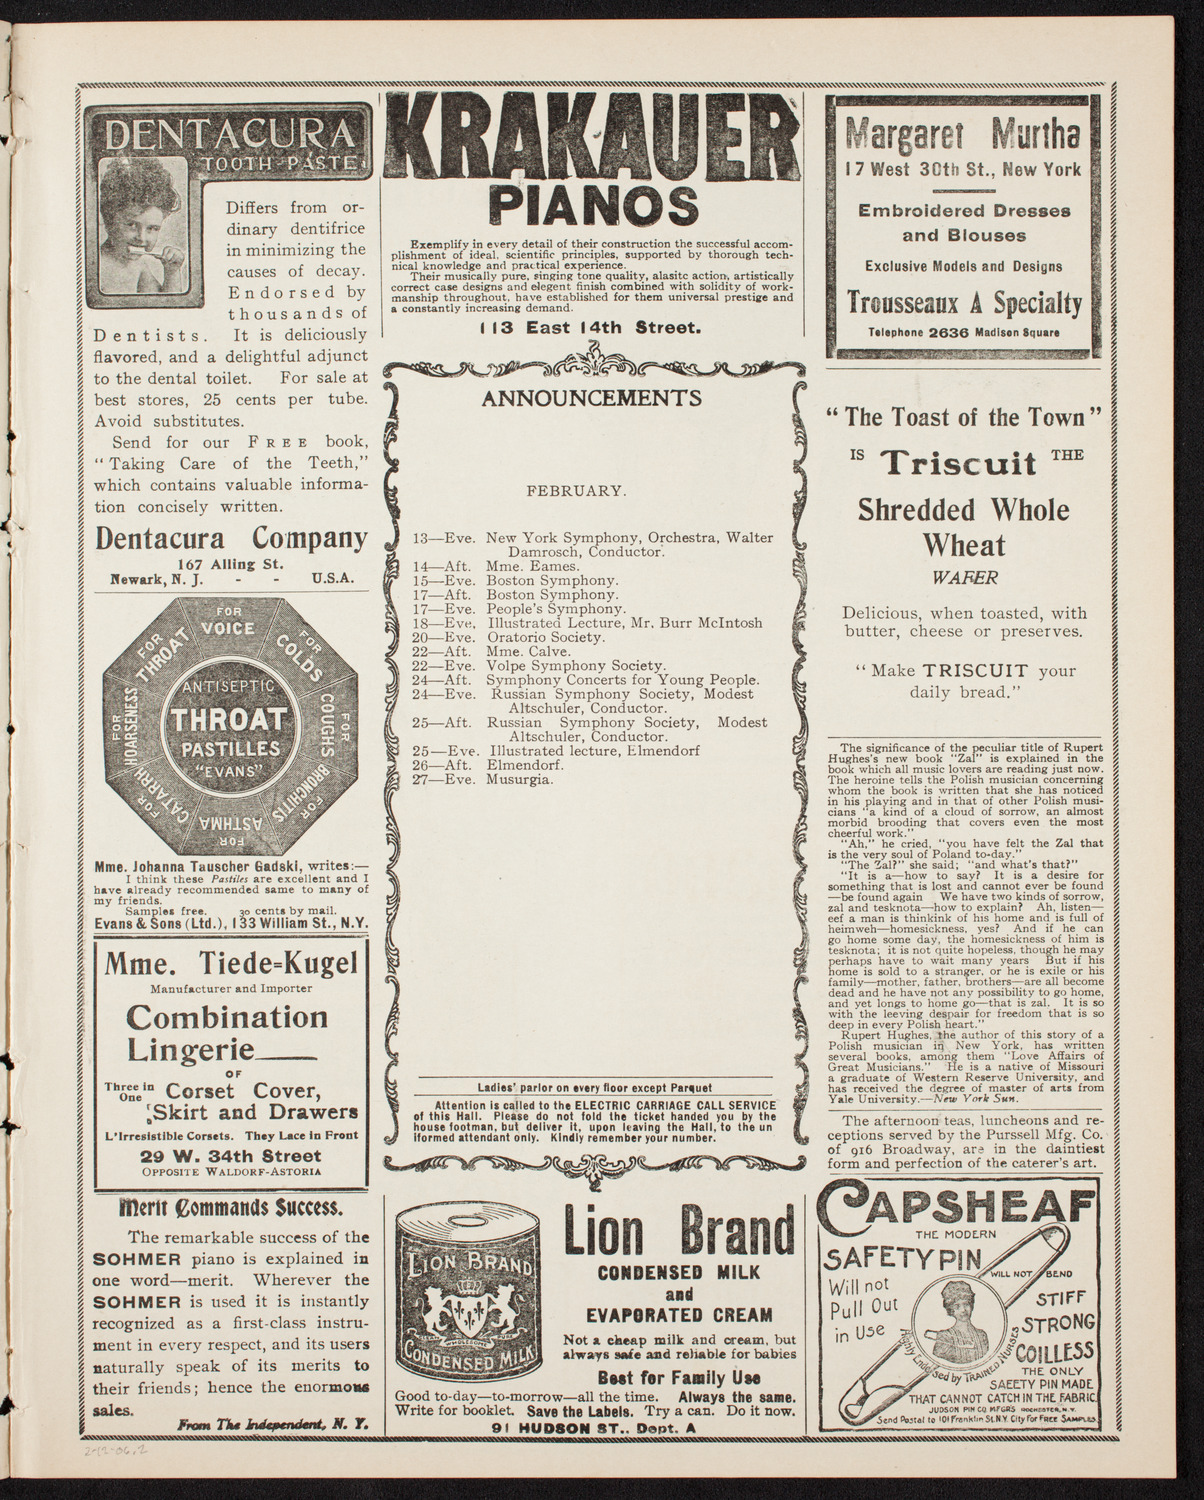 DENTACURA
TOOTH-PASTE
Differs from or-
dinary dentifrice
in minimizing the
causes of decay.
Endorsed by
thousands of
Dentists. It is deliciously
flavored, and a delightful adjunct
to the dental toilet. For sale at
best stores, 25 cents per tube.
Avoid substitutes.
Send for our FREE book,
"Taking Care of the Teeth,"
which contains valuable informa-
tion concisely written.
Dentacura Company
167 Alling St.
Newark, N. J. - - U.S.A.
FOR THROAT
FOR VOICE
FOR COLDS
FOR COUGHS
FOR BRONCHITIS
FOR ASTHMA
FOR CATARRH
FOR HOARSENESS
ANTISEPTIC
THROAT
PASTILLES
"EVANS"
Mme. Johanna Tauscher Gadski, writes:—
I think these Pastiles are excellent and I
have already recommended same to many of
my friends.
Samples free. 30 cents by mail.
Evans & Sons (Ltd.), 133 William St., N.Y.
Mme. Tiede=Kugel
Manufacturer and Importer
Combination
Lingerie
OF
Three in One Corset Cover,
Skirt and Drawers
L'Irresistible Corsets. They Lace in Front
29 W. 34th Street
OPPOSITE WALDORF-ASTORIA
Merit Commands Success.
The remarkable success of the
SOHMER piano is explained in
one word—merit. Wherever the
SOHMER is used it is instantly
recognized as a first-class instru-
ment in every respect, and its users
naturally speak of its merits to
their friends; hence the enormous
sales.
From The Independent, N. Y.
KRAKAUER
PIANOS
Exemplify in every detail of their construction the successful accom-
plishment of ideal, scientific principles, supported by thorough tech-
nical knowledge and practical experience.
Their musically pure, singing tone quality, alasitc action, artistically
correct case designs and elegent finish combined with solidity of work-
manship throughout, have established for them universal prestige and
a constantly increasing demand.
113 East 14th Street.
ANNOUNCEMENTS
FEBRUARY.
13—Eve. New York Symphony, Orchestra, Walter
Damrosch, Conductor.
14—Aft. Mme. Eames.
15—Eve. Boston Symphony.
17—Aft. Boston Symphony.
17—Eve. People's Symphony.
18—Eve, Illustrated Lecture, Mr. Burr McIntosh
20—Eve. Oratorio Society.
22—Aft. Mme. Calve.
22—Eve. Volpe Symphony Society.
24—Aft. Symphony Concerts for Young People.
24—Eve. Russian Symphony Society, Modest
Altschuler, Conductor.
25—Aft. Russian Symphony Society, Modest
Altschuler, Conductor.
25—Eve. Illustrated lecture, Elmendorf
26—Aft. Elmendorf.
27—Eve. Musurgia.
Ladies' parlor on every floor except Parquet
Attention is called to the ELECTRIC CARRIAGE CALL SERVICE
of this Hall. Please do not fold the ticket handed you by the
house footman, but deliver it, upon leaving the Hall, to the un
iformed attendant only. Kindly remember your number.
LION BRAND
CONDENSED MILK
Lion Brand
CONDENSED MILK
and
EVAPORATED CREAM
Not a cheap milk and cream, but
always safe and reliable for babies
Best for Family Use
Good to-day—to-morrow—all the time. Always the same.
Write for booklet. Save the Labels. Try a can. Do it now.
91 HUDSON ST., Dept. A
Margaret Murtha
17 West 30th St., New York
Embroidered Dresses
and Blouses
Exclusive Models and Designs
Trousseaux A Specialty
Telephone 2636 Madison Square
"The Toast of the Town"
IS Triscuit THE
Shredded Whole
Wheat
WAFER
Delicious, when toasted, with
butter, cheese or preserves.
"Make TRISCUIT your
daily bread."
The significance of the peculiar title of Rupert
Hughes's new book "Zal" is explained in the
book which all music lovers are reading just now.
The heroine tells the Polish musician concerning
whom the book is written that she has noticed
in his playing and in that of other Polish musi-
cians "a kind of a cloud of sorrow, an almost
morbid brooding that covers even the most
cheerful work."
"Ah," he cried, "you have felt the Zal that
is the very soul of Poland to-day."
"The Zal?" she said; "and what's that?"
"It is a—how to say? It is a desire for
something that is lost and cannot ever be found
—be found again We have two kinds of sorrow,
zal and tesknota—how to explain? Ah, listen—
eef a man is thinkink of his home and is full of
heimweh—homesickness, yes? And if he can
go home some day, the homesickness of him is
tesknota; it is not quite hopeless, though he may
perhaps have to wait many years But if his
home is sold to a stranger, or he is exile or his
family—mother, father, brothers—are all become
dead and he have not any possibility to go home,
and yet longs to home go—that is zal. It is so
with the leeving despair for freedom that is so
deep in every Polish heart."
Rupert Hughes, the author of this story of a
Polish musician in New York, has written
several books, among them "Love Affairs of
Great Musicians." He is a native of Missouri
a graduate of Western Reserve University, and
has received the degree of master of arts from
Yale University.—New York Sun.
The afternoon teas, luncheons and re-
ceptions served by the Purssell Mfg. Co.
of 916 Broadway, are in the daintiest
form and perfection of the caterer's art.
CAPSHEAF
THE MODERN
SAFETY PIN
WILL NOT BEND
Will not
Pull Out
in Use
STIFF
STRONG
COILLESS
Highly Endorsed by TRAINED NURSES
THE ONLY
SAFETY PIN MADE
THAT CANNOT CATCH IN THE FABRIC
JUDSON PIN CO. MFGRS ROCHESTER, N.Y.
Send Postal to 101 Franklin St. N.Y. City for FREE SAMPLES.
2-12-06.2